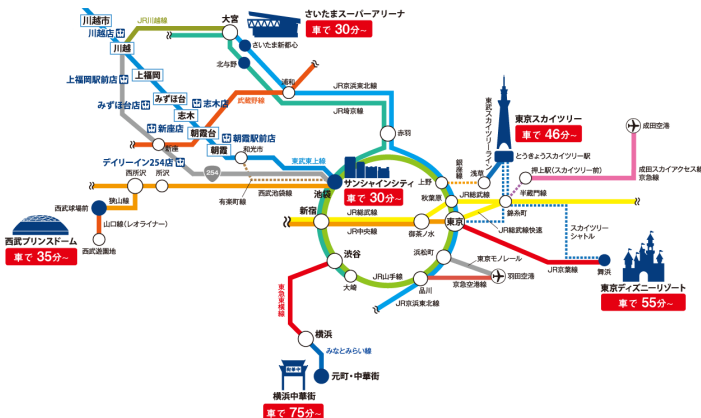 川越市
川越店
川越
JR川越線
大宮
さいたまスーパーアリーナ
車で 30分~
さいたま新都心
北与野
上福岡駅前店
上福岡
浦和
武蔵野線
JR京浜東北線
JR埼京線
みずほ台店
みずほ台
志木店
志木
新座店
朝霞台
朝霞駅前店
赤羽
新座
朝霞
和光市
東武東上線
デイリーイン254店
254
西所沢
所沢
有楽町線
西武池袋線
池袋
サンシャインシティ
車で 30分~
東武スカイツリーライン
東京スカイツリー
車で 46分~
とうきょうスカイツリー駅
成田空港
押上駅(スカイツリー前)
成田スカイアクセス線
京急線
銀座線
浅草
上野
JR総武線
半蔵門線
秋葉原
錦糸町
狭山線
西武球場前
山口線(レオライナー)
西武遊園地
西武プリンスドーム
車で 35分~
新宿
JR総武線
JR中央線
御茶ノ水
東京
JR総武線快速
スカイツリー
シャトル
舞浜
JR京葉線
東京ディズニーリゾート
車で 55分~
渋谷
大崎
JR山手線
浜松町
東京モノレール
羽田空港
品川
京急空港線
JR京浜東北線
東急東横線
横浜
みなとみらい線
元町・中華街
横浜中華街
車で 75分~